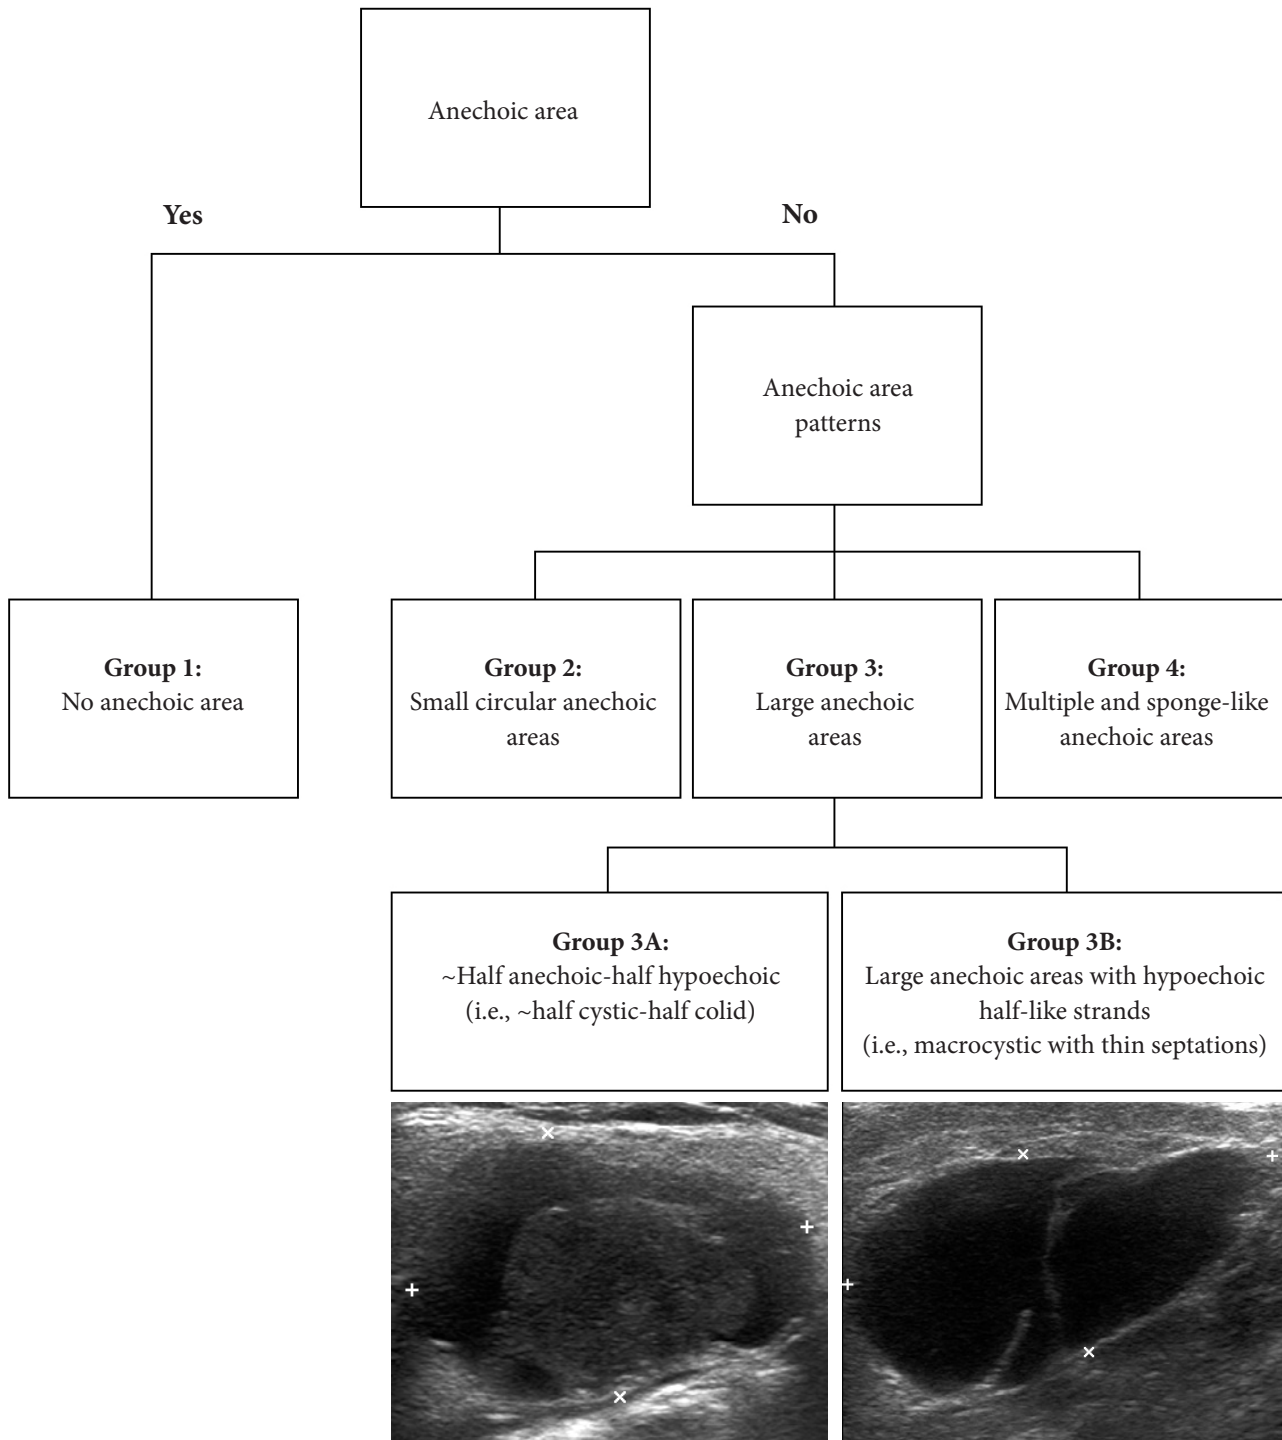 Anechoic area
Yes
No
Anechoic area
patterns
Group 1:
No anechoic area
Group 2:
Small circular anechoic
areas
Group 3:
Large anechoic
areas
Group 4:
Multiple and sponge-like
anechoic areas
Group 3A:
~Half anechoic-half hypoechoic
(i.e., ~half cystic-half colid)
Group 3B:
Large anechoic areas with hypoechoic
half-like strands
(i.e., macrocystic with thin septations)